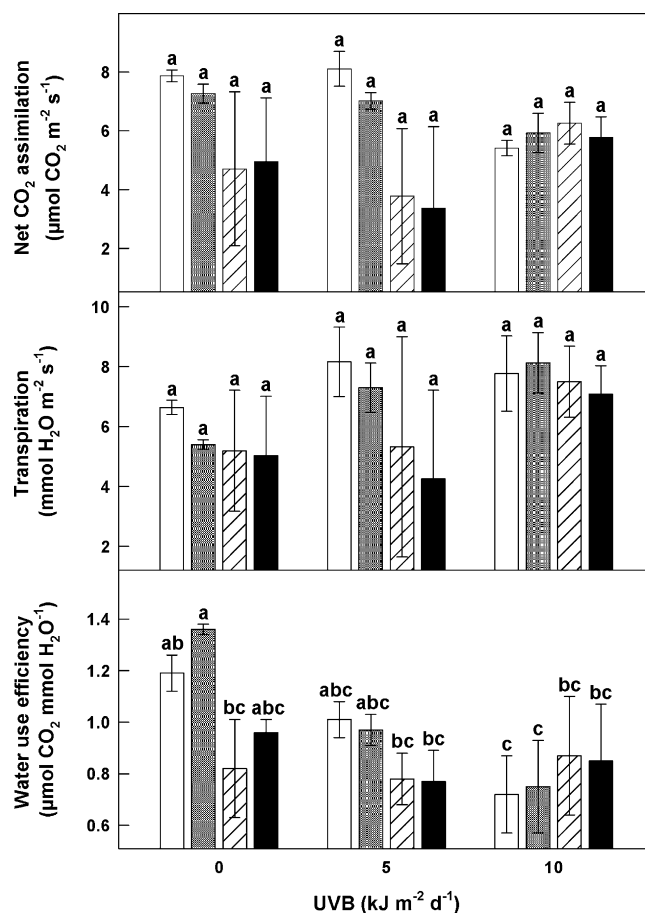 Net CO₂ assimilation
(µmol CO₂ m⁻² s⁻¹)
8
6
4
2
a a a a
a a a a
a a a a
Transpiration
(mmol H₂O m⁻² s⁻¹)
10
8
6
4
2
a a a a
a a a a
a a a a
Water use efficiency
(µmol CO₂ mmol H₂O⁻¹)
1.4
1.2
1.0
0.8
0.6
ab a bc abc
abc abc bc bc
c c bc bc
0 5 10
UVB (kJ m⁻² d⁻¹)